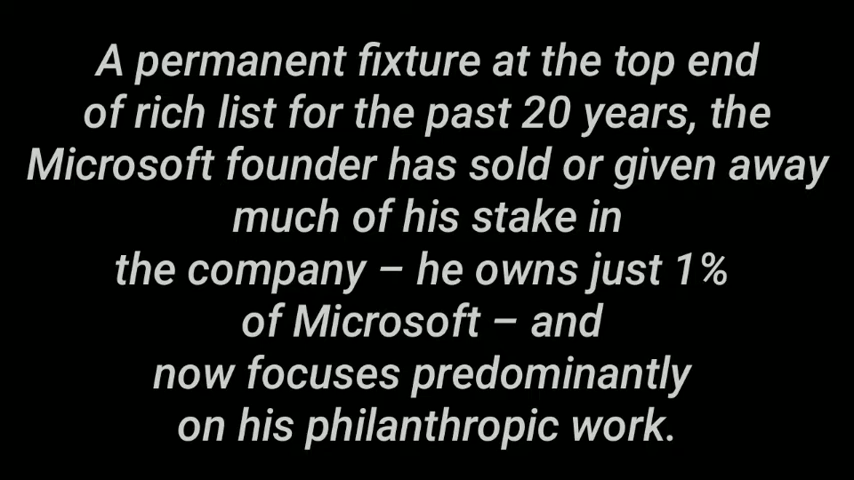 A permanent fixture at the top end
of rich list for the past 20 years, the
Microsoft founder has sold or given away
much of his stake in
the company – he owns just 1%
of Microsoft – and
now focuses predominantly
on his philanthropic work.